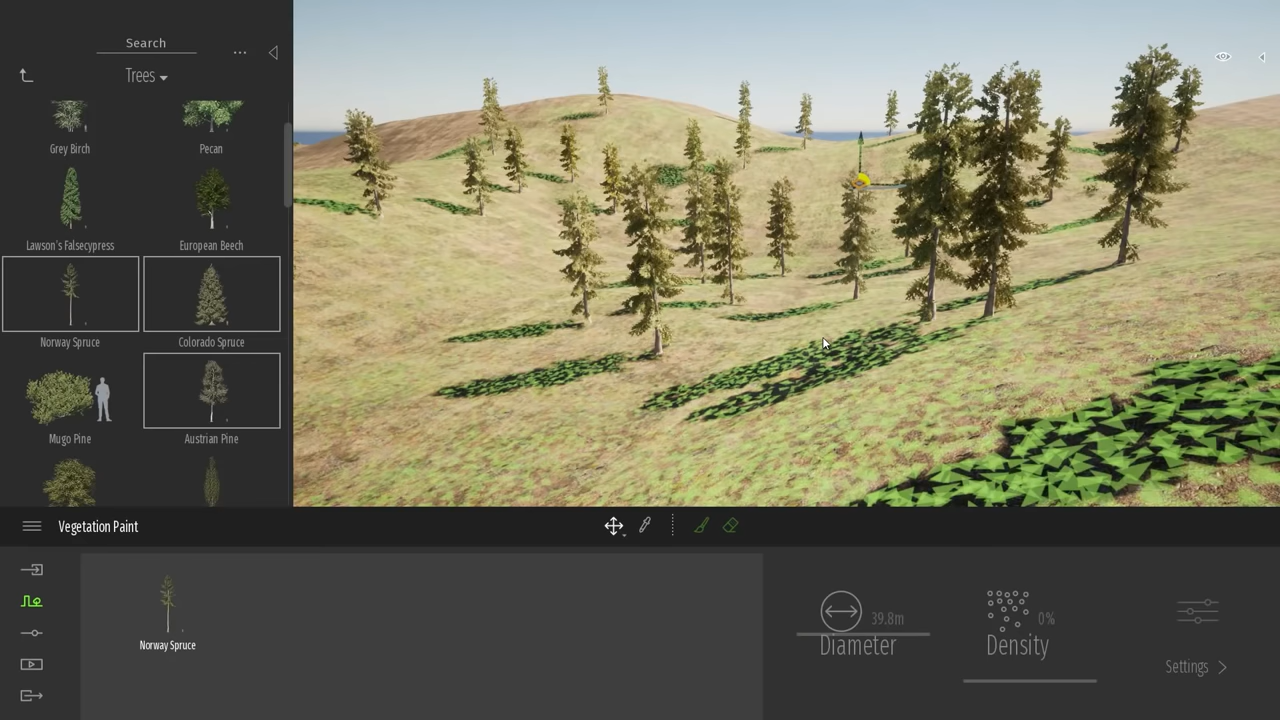 Search
...
Trees
Grey Birch
Pecan
Lawson's Falsecypress
European Beech
Norway Spruce
Colorado Spruce
Mugo Pine
Austrian Pine
Vegetation Paint
Norway Spruce
39.8m
Diameter
0%
Density
Settings